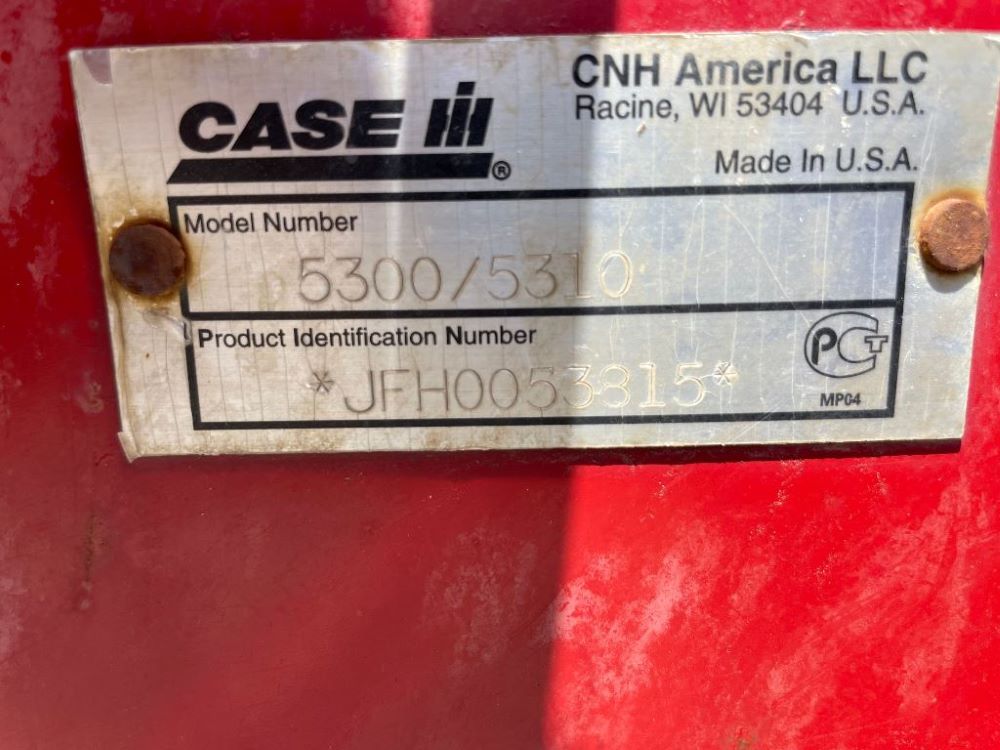 CASE IH ®
CNH America LLC
Racine, WI 53404 U.S.A.
Made In U.S.A.
Model Number
5300/5310
Product Identification Number
*JFH0053815*
PCT
MP04